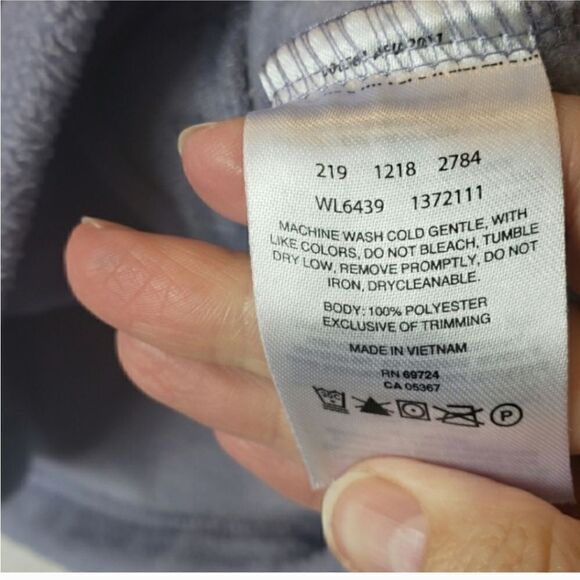 219 1218 2784
WL6439 1372111
MACHINE WASH COLD GENTLE, WITH
LIKE COLORS, DO NOT BLEACH, TUMBLE
DRY LOW, REMOVE PROMPTLY, DO NOT
IRON, DRYCLEANABLE.
BODY: 100% POLYESTER
EXCLUSIVE OF TRIMMING
MADE IN VIETNAM
RN 69724
CA 05367
P